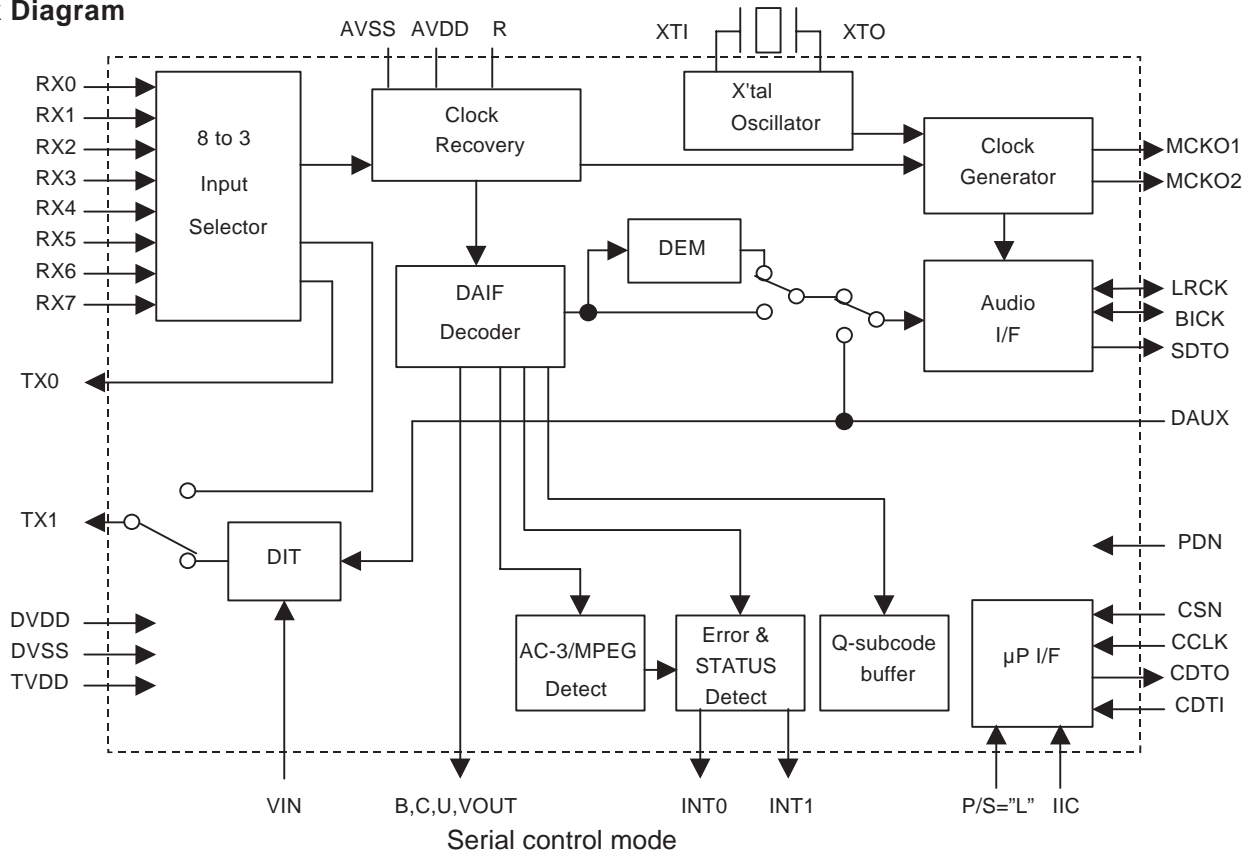 Diagram
AVSS AVDD R
XTI XTO
RX0
RX1
RX2
RX3
RX4
RX5
RX6
RX7
8 to 3
Input
Selector
Clock
Recovery
X'tal
Oscillator
Clock
Generator
MCKO1
MCKO2
DEM
DAIF
Decoder
Audio
I/F
LRCK
BICK
SDTO
TX0
DAUX
TX1
DIT
PDN
DVDD
DVSS
TVDD
AC-3/MPEG
Detect
Error &
STATUS
Detect
Q-subcode
buffer
µP I/F
CSN
CCLK
CDTO
CDTI
VIN
B,C,U,VOUT
INT0
INT1
P/S="L"
IIC
Serial control mode